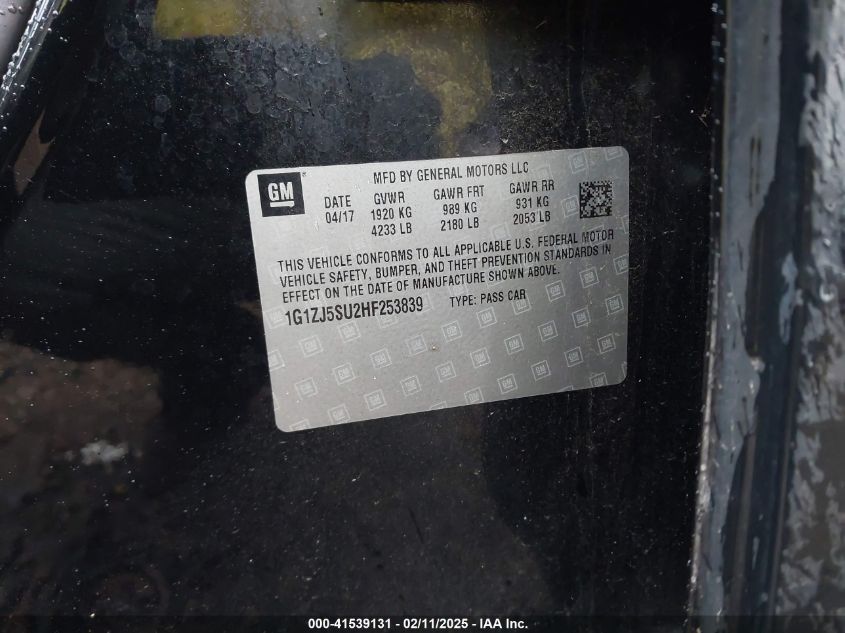 GM
MFD BY GENERAL MOTORS LLC
DATE GVWR GAWR FRT GAWR RR
04/17 1920 KG 989 KG 931 KG
4233 LB 2180 LB 2053 LB
THIS VEHICLE CONFORMS TO ALL APPLICABLE U.S. FEDERAL MOTOR
VEHICLE SAFETY, BUMPER, AND THEFT PREVENTION STANDARDS IN
EFFECT ON THE DATE OF MANUFACTURE SHOWN ABOVE.
1G1ZJ5SU2HF253839 TYPE: PASS CAR
000-41539131 - 02/11/2025 - IAA Inc.